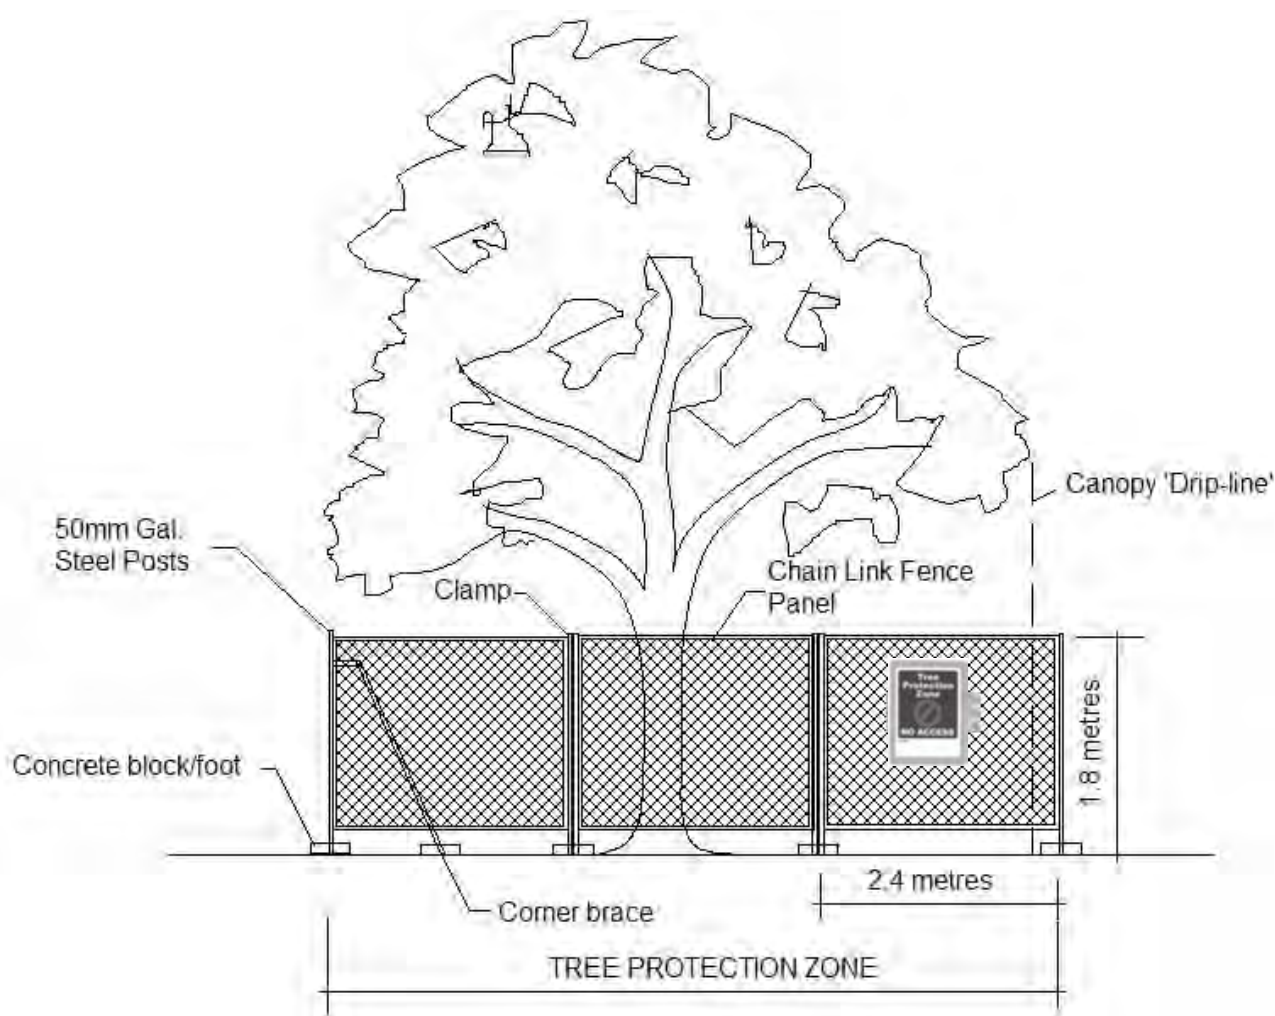 Canopy 'Drip-line'
50mm Gal.
Steel Posts
Clamp
Chain Link Fence
Panel
Tree
Protection
Zone
NO ACCESS
1.8 metres
Concrete block/foot
2.4 metres
Corner brace
TREE PROTECTION ZONE